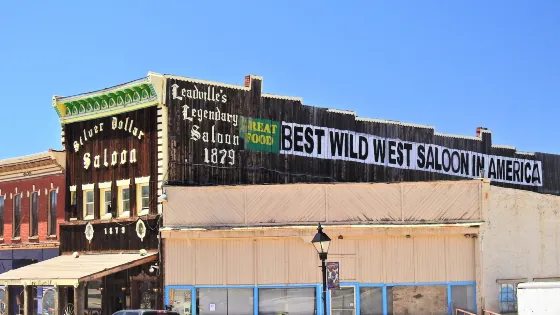 Silver Dollar
Saloon
1879
Leadville's
Legendary
Saloon
1879
GREAT
FOOD
BEST WILD WEST SALOON IN AMERICA